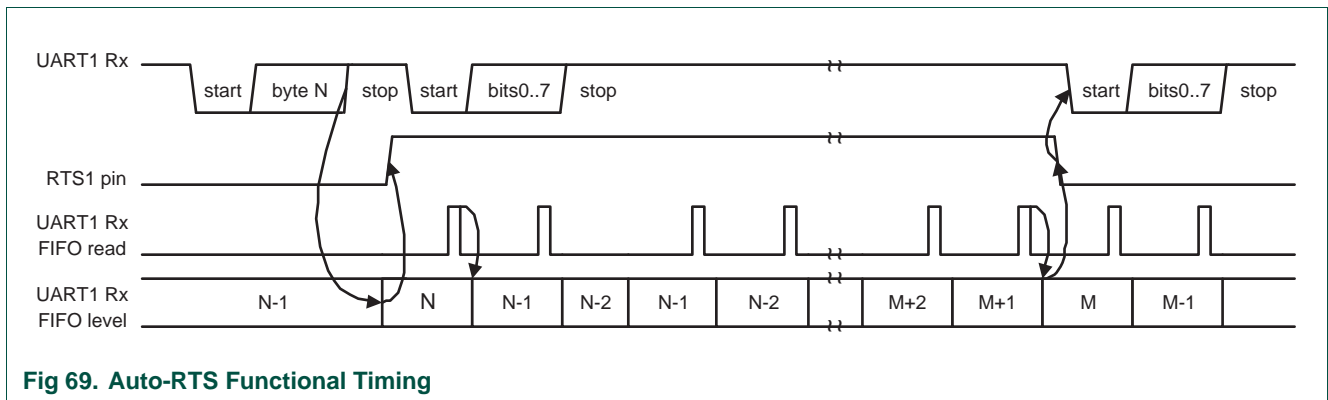 UART1 Rx
start byte N stop start bits0..7 stop start bits0..7 stop
RTS1 pin
UART1 Rx
FIFO read
UART1 Rx
FIFO level
N-1 N N-1 N-2 N-1 N-2 M+2 M+1 M M-1
Fig 69. Auto-RTS Functional Timing